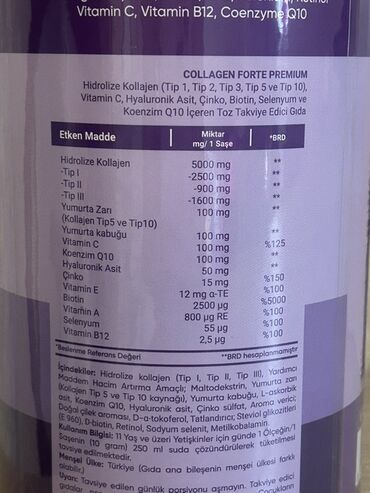 Vitamin C, Vitamin B12, Coenzyme Q10
COLLAGEN FORTE PREMIUM
Hidrolize Kollajen (Tip 1, Tip 2, Tip 3, Tip 5 ve Tip 10),
Vitamin C, Hyaluronik Asit, Çinko, Biotin, Selenyum ve
Koenzim Q10 İçeren Toz Takviye Edici Gıda
Etken Madde Miktar mg/ 1 Saşe *BRD
Hidrolize Kollajen 5000 mg **
-Tip I -2500 mg **
-Tip II -900 mg **
-Tip III -1600 mg **
Yumurta Zarı 100 mg **
(Kollajen Tip5 ve Tip10)
Yumurta kabuğu 100 mg **
Vitamin C 100 mg %125
Koenzim Q10 100 mg **
Hyaluronik Asit 50 mg **
Çinko 15 mg %150
Vitamin E 12 mg α-TE %100
Biotin 2500 µg %5000
Vitamin A 800 µg RE %100
Selenyum 55 µg %100
Vitamin B12 2,5 µg %100
*Beslenme Referans Değeri **BRD hesaplanmamıştır
İçindekiler: Hidrolize kollajen (Tip I, Tip II, Tip III), Yardımcı
Maddem Hacim Artırma Amaçlı; Maltodekstrin, Yumurta zarı
(Kolajen Tip 5 ve Tip 10 kaynağı), Yumurta kabuğu, L-askorbik
asit, Koenzim Q10, Hiyaluronik asit, Çinko sülfat, Aroma verici;
Doğal çilek aroması, D-a-tokoferol, Tatlandırıcı; Steviol glikozitleri
(E 960), D-biotin, Retinol, Sodyum selenit, Metilkobalamin.
Kullanım Bilgisi: 11 Yaş ve üzeri Yetişkinler için günde 1 Ölçeğin/1
Saşenin (10 gram) 250 ml suda çözündürülerek tüketilmesi
tavsiye edilmektedir.
Menşei Ülke: Türkiye (Gıda ana bileşenin menşei ülkesi farklı
olabilir.)
Uyarı: Tavsiye edilen günlük porsiyonu aşmayın. Takviye edici